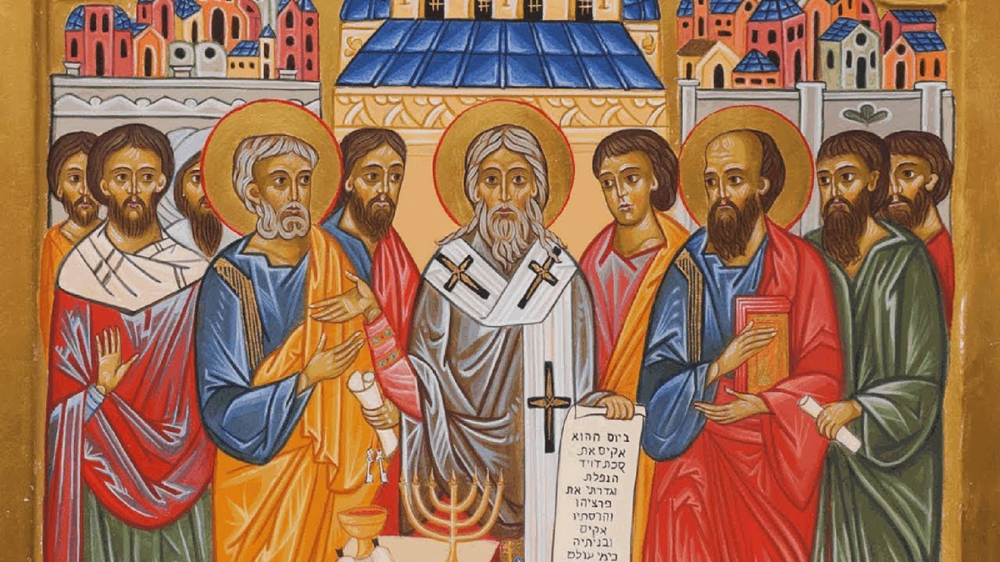 ביום ההוא
אקים את
סכת דויד
הנפלת
וגדרתי את
פרציהן
והרסתיו
אקים
ובניתיה
כימי עולם